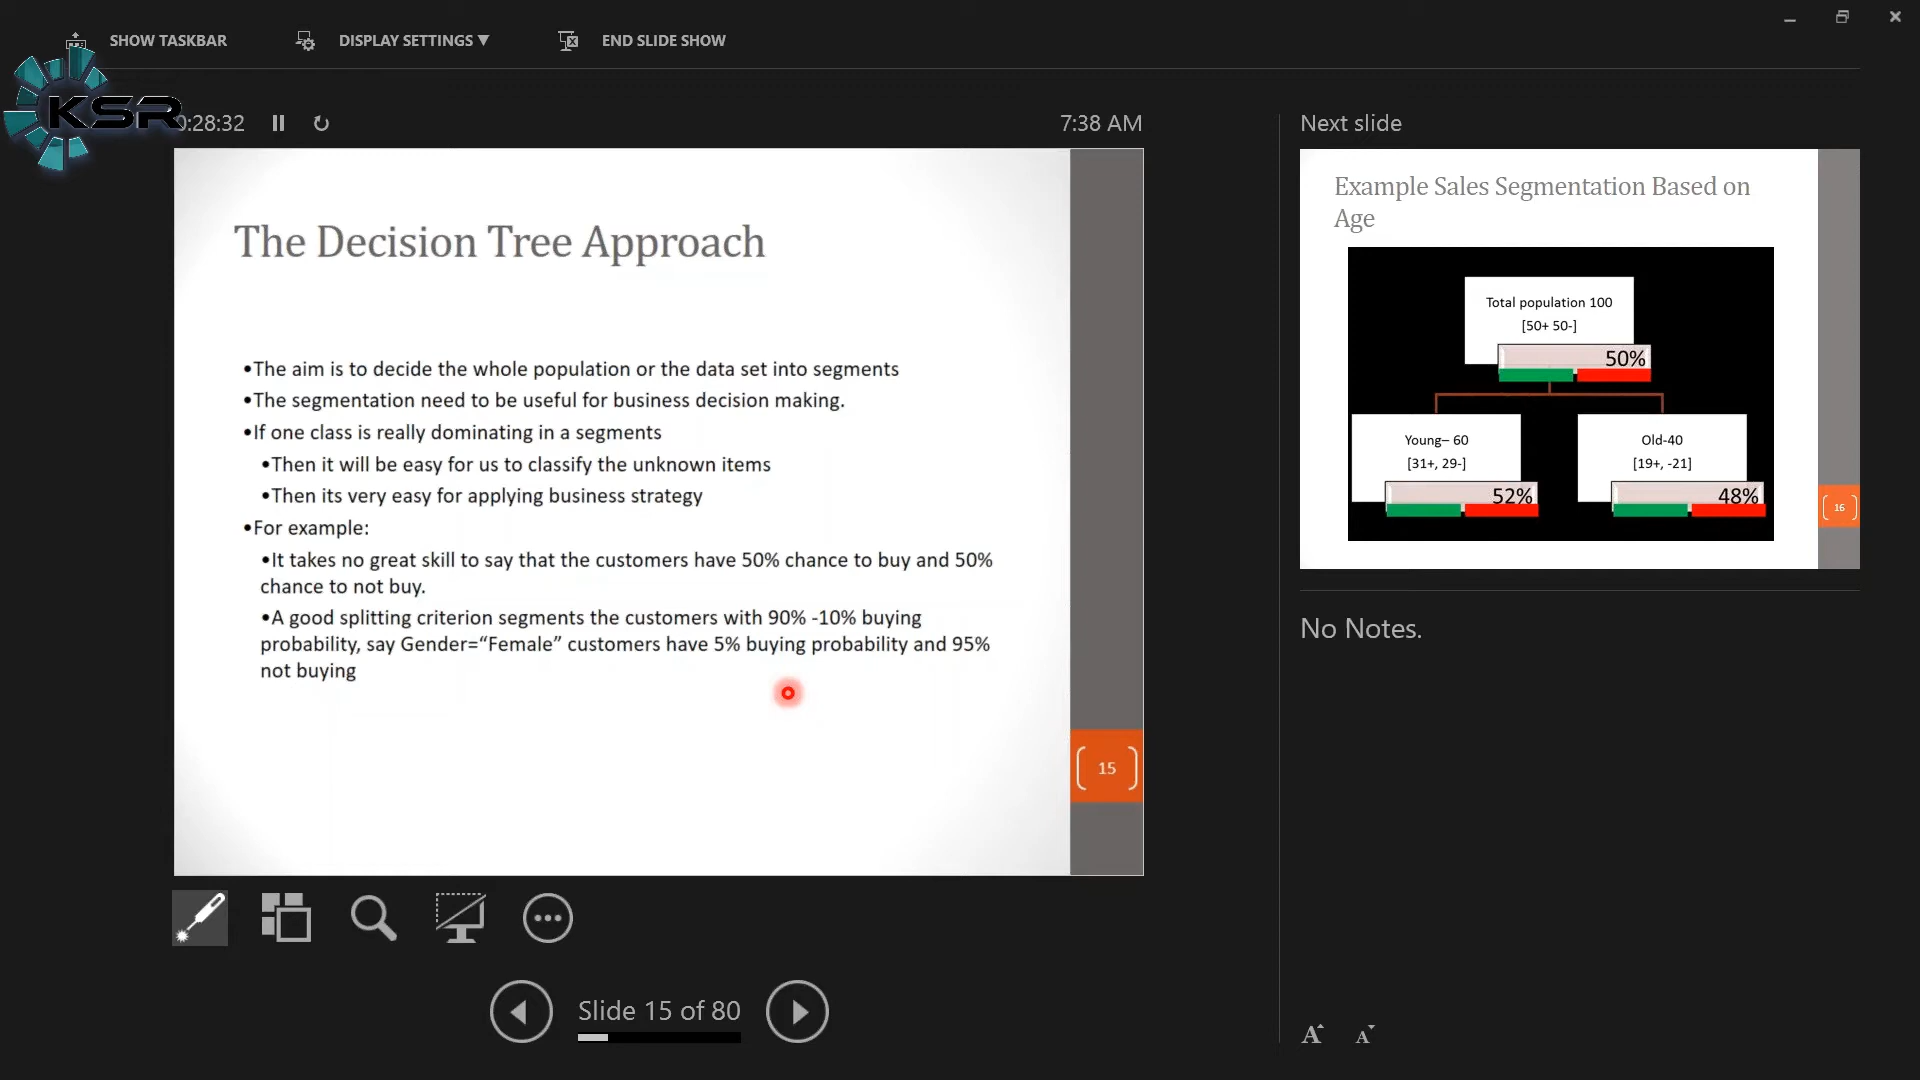 SHOW TASKBAR
DISPLAY SETTINGS ▼
END SLIDE SHOW
KSR
0:28:32
7:38 AM
The Decision Tree Approach
•The aim is to decide the whole population or the data set into segments
•The segmentation need to be useful for business decision making.
•If one class is really dominating in a segments
•Then it will be easy for us to classify the unknown items
•Then its very easy for applying business strategy
•For example:
•It takes no great skill to say that the customers have 50% chance to buy and 50%
chance to not buy.
•A good splitting criterion segments the customers with 90% -10% buying
probability, say Gender=“Female” customers have 5% buying probability and 95%
not buying
15
Slide 15 of 80
Next slide
Example Sales Segmentation Based on
Age
Total population 100
[50+ 50-]
50%
Young– 60
[31+, 29-]
52%
Old-40
[19+, -21]
48%
16
No Notes.
A A